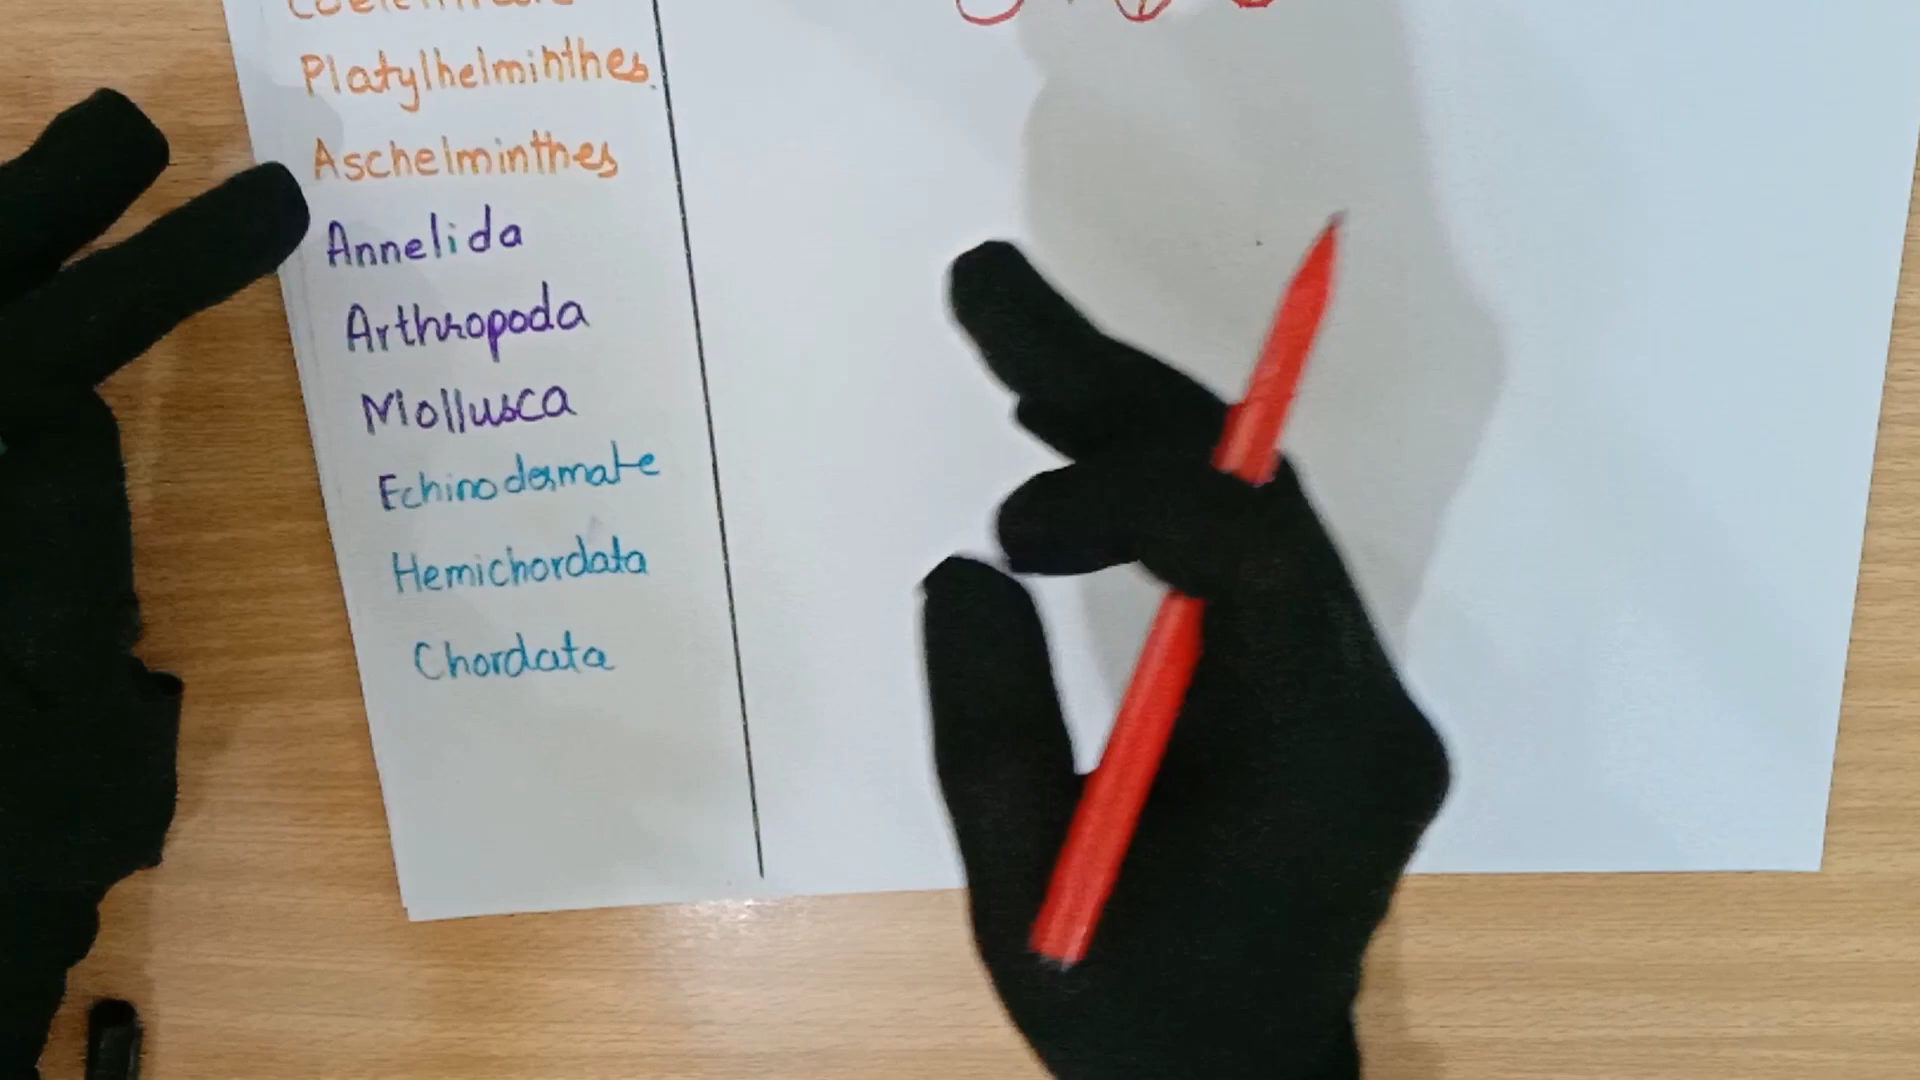 Platylhelminthes.
Aschelminthes
Annelida
Arthropoda
Mollusca
Echinodermate
Hemichordata
Chordata